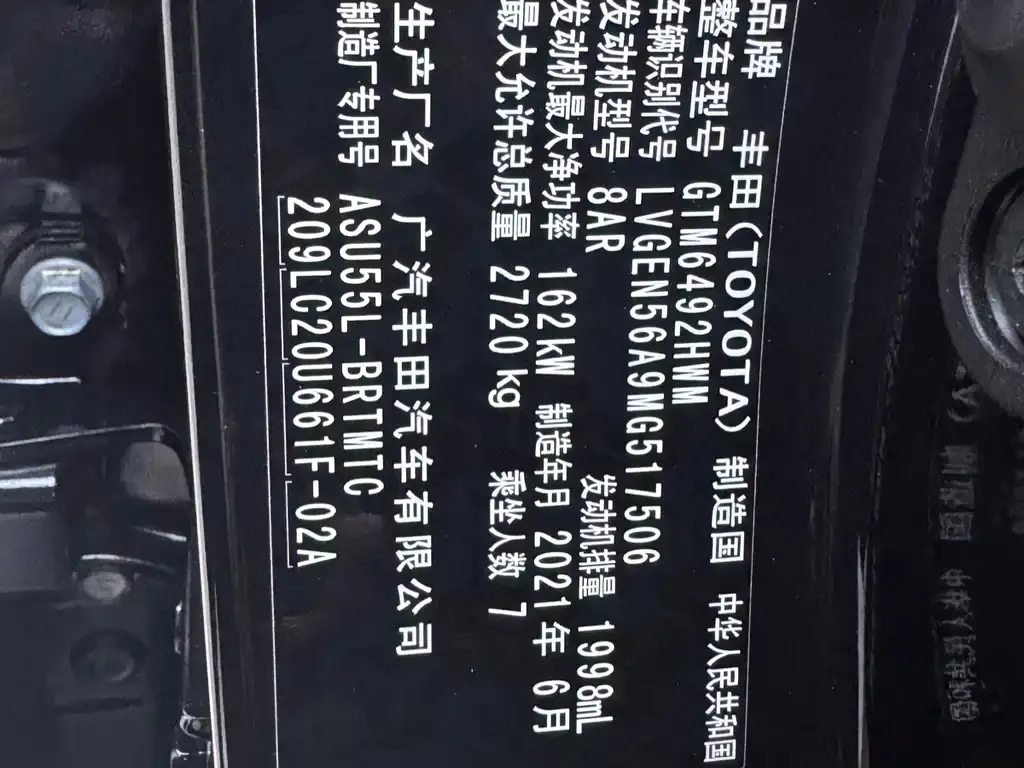 品牌 丰田(TOYOTA) 制造国 中华人民共和国
整车型号 GTM6492HWM
车辆识别代号 LVGEN56A9MG517506
发动机型号 8AR 发动机排量 1998mL
发动机最大净功率 162kW 制造年月 2021年 6月
最大允许总质量 2720kg 乘坐人数 7
生产厂名 广汽丰田汽车有限公司
制造厂专用号 ASU55L-BRTMTC
209LC20U661F-02A